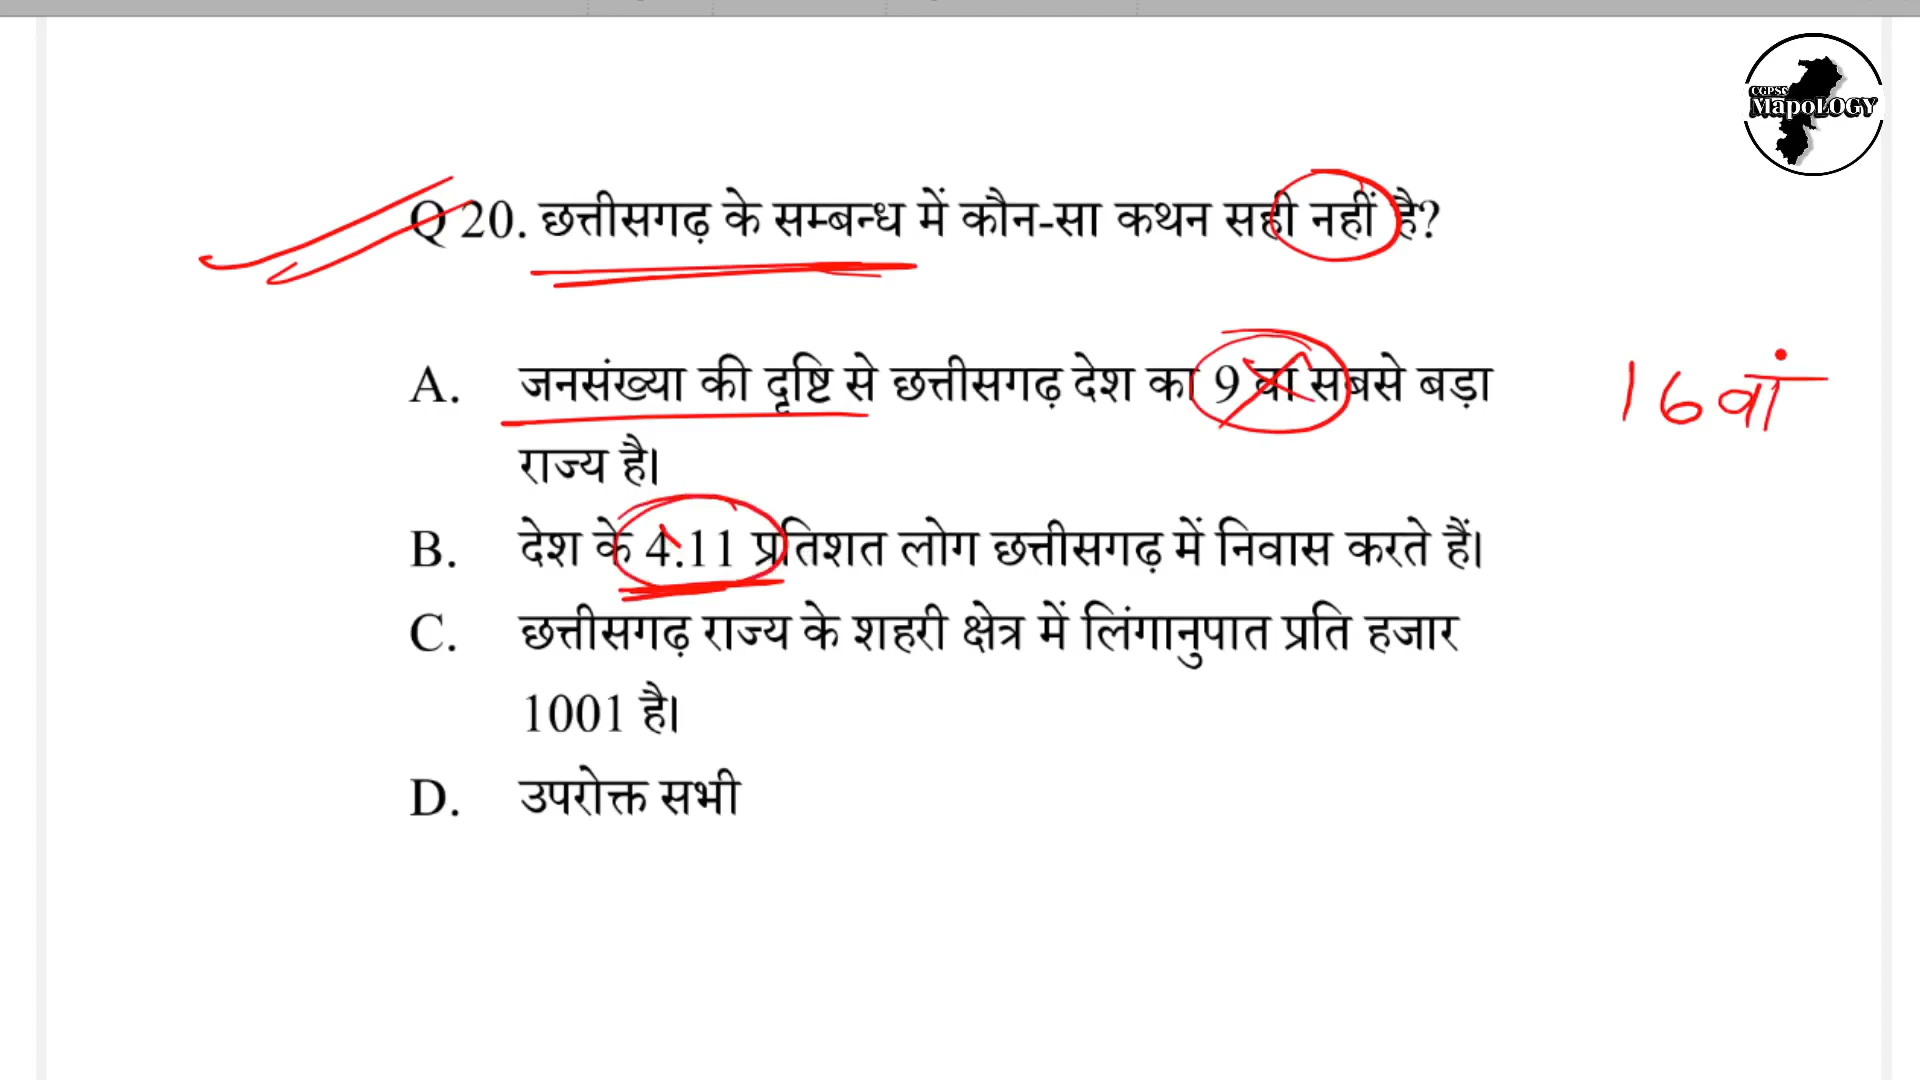 CGPSC
MapoLOGY
Q 20. छत्तीसगढ़ के सम्बन्ध में कौन-सा कथन सही नहीं है?
A. जनसंख्या की दृष्टि से छत्तीसगढ़ देश का 9 वां सबसे बड़ा
16वां
राज्य है।
B. देश के 4.11 प्रतिशत लोग छत्तीसगढ़ में निवास करते हैं।
C. छत्तीसगढ़ राज्य के शहरी क्षेत्र में लिंगानुपात प्रति हजार
1001 है।
D. उपरोक्त सभी